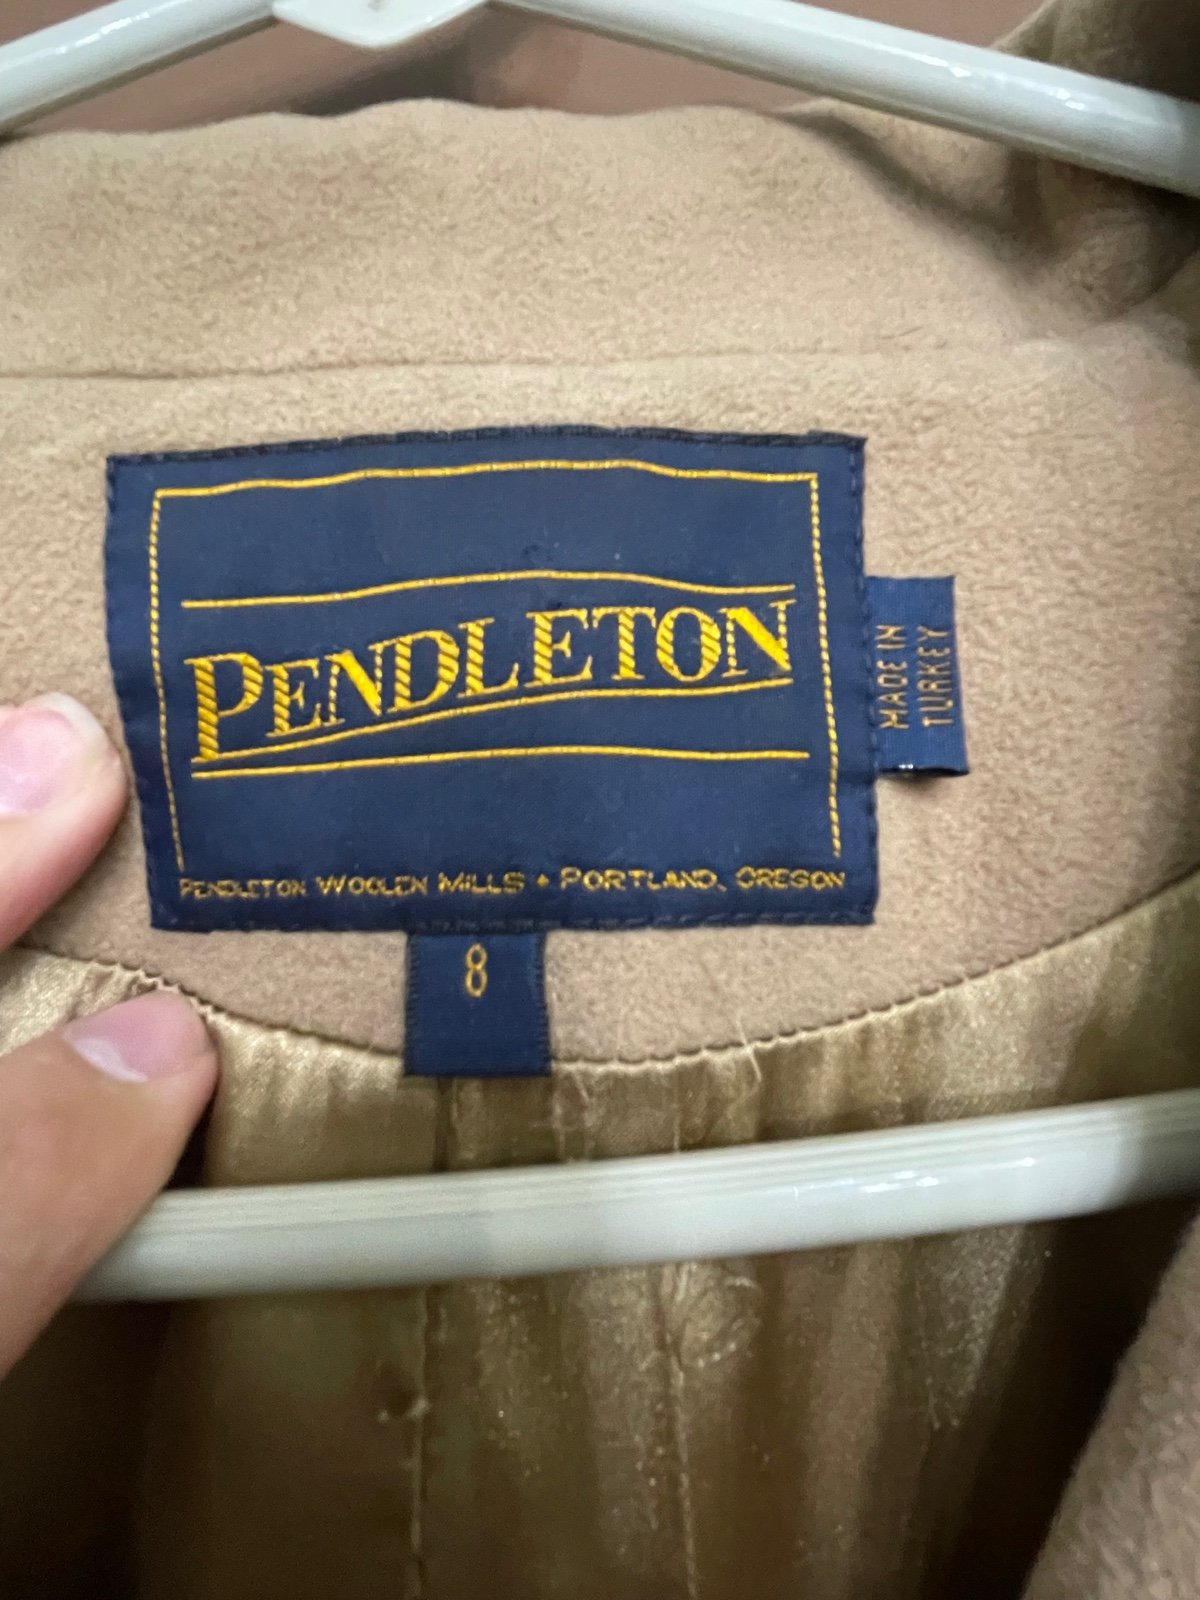 PENDLETON
PENDLETON WOOLEN MILLS • PORTLAND, OREGON
MADE IN
TURKEY
8